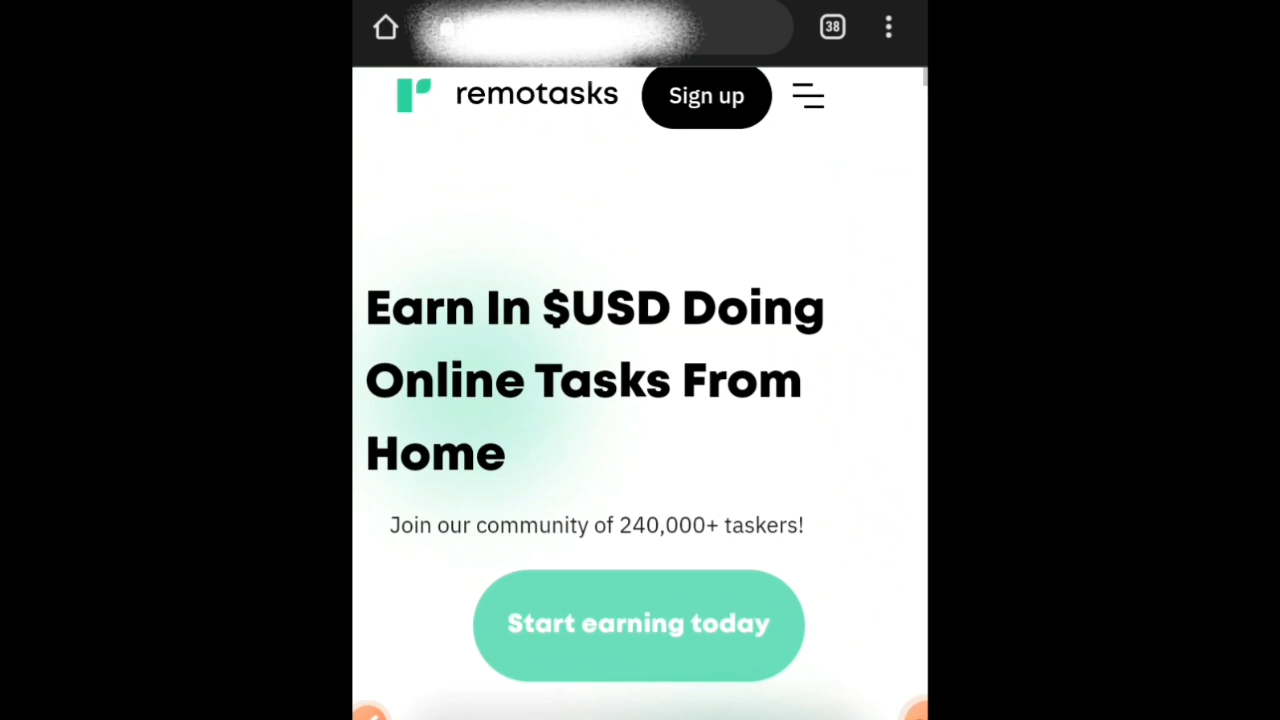 38
remotasks
Sign up
Earn In $USD Doing
Online Tasks From
Home
Join our community of 240,000+ taskers!
Start earning today